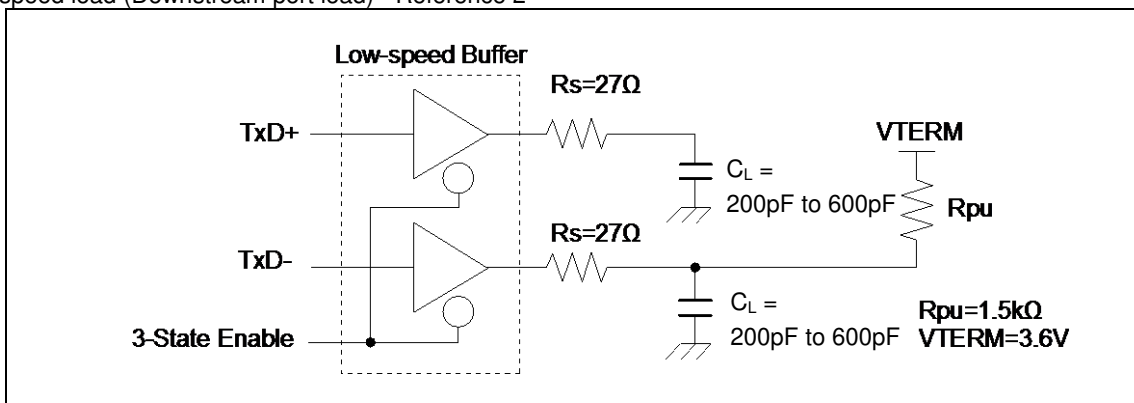 speed load (Downstream port load) - Reference 2
Low-speed Buffer
Rs=27Ω
TxD+
VTERM
CL =
200pF to 600pF
Rpu
Rs=27Ω
TxD-
CL =
200pF to 600pF
Rpu=1.5kΩ
VTERM=3.6V
3-State Enable